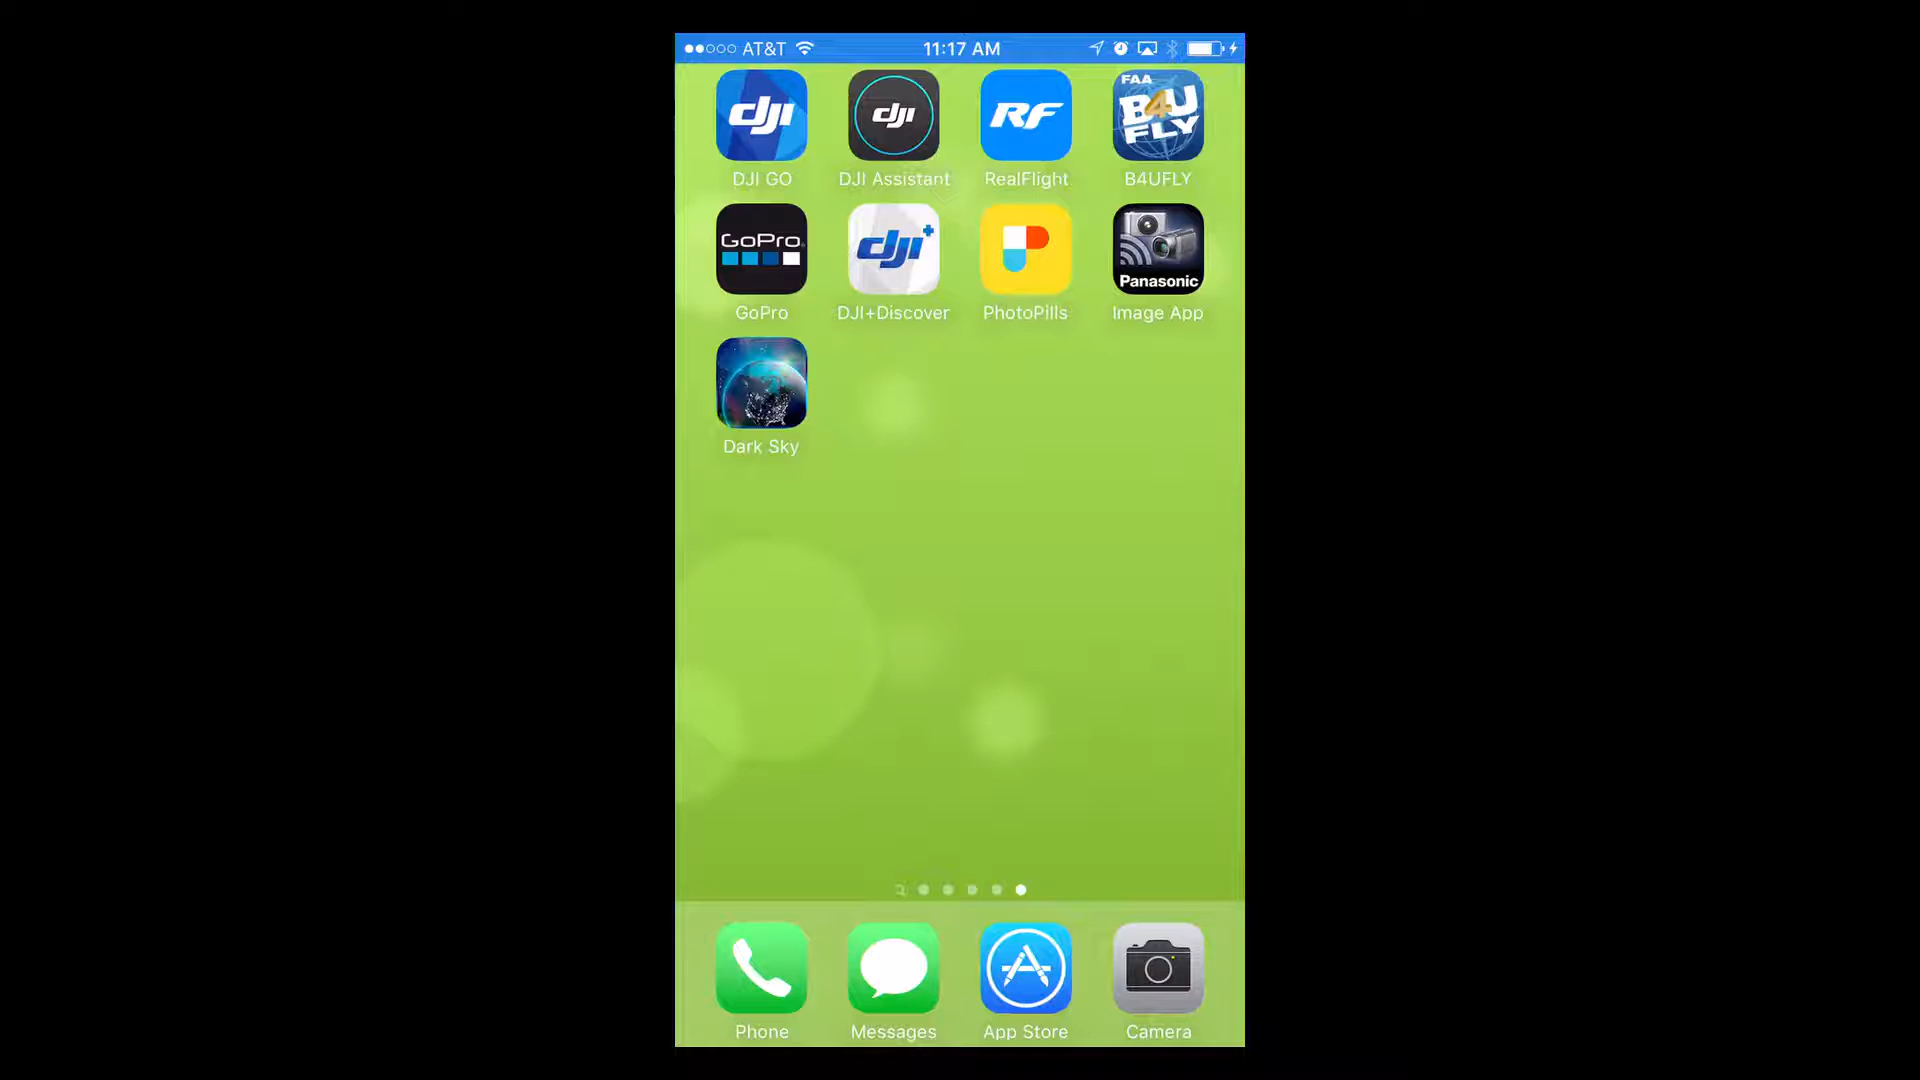 AT&T 11:17 AM
dji dji RF FAA B4U FLY
DJI GO DJI Assistant RealFlight B4UFLY
GoPro dji+ Panasonic
GoPro DJI+Discover PhotoPills Image App
Dark Sky
Phone Messages App Store Camera